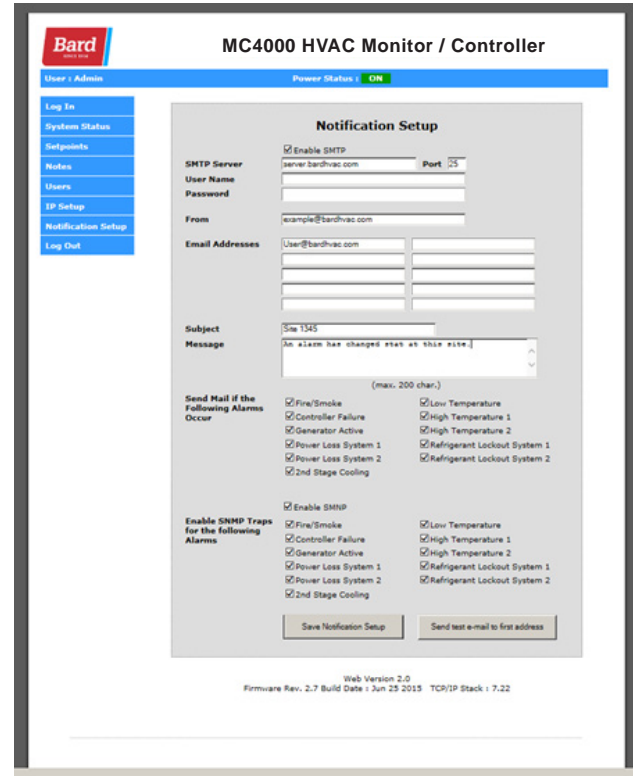 Bard
MC4000 HVAC Monitor / Controller
User : Admin
Power Status : ON
Log In
System Status
Setpoints
Notes
Users
IP Setup
Notification Setup
Log Out
Notification Setup
Enable SMTP
SMTP Server server.bardhvac.com Port 25
User Name
Password
From example@bardhvac.com
Email Addresses User@bardhvac.com
Subject Site 1345
Message An alarm has changed stat at this site.
(max. 200 char.)
Send Mail if the Following Alarms Occur
Fire/Smoke Low Temperature
Controller Failure High Temperature 1
Generator Active High Temperature 2
Power Loss System 1 Refrigerant Lockout System 1
Power Loss System 2 Refrigerant Lockout System 2
2nd Stage Cooling
Enable SMNP
Enable SNMP Traps for the following Alarms
Fire/Smoke Low Temperature
Controller Failure High Temperature 1
Generator Active High Temperature 2
Power Loss System 1 Refrigerant Lockout System 1
Power Loss System 2 Refrigerant Lockout System 2
2nd Stage Cooling
Save Notification Setup Send test e-mail to first address
Web Version 2.0
Firmware Rev. 2.7 Build Date : Jun 25 2015 TCP/IP Stack : 7.22